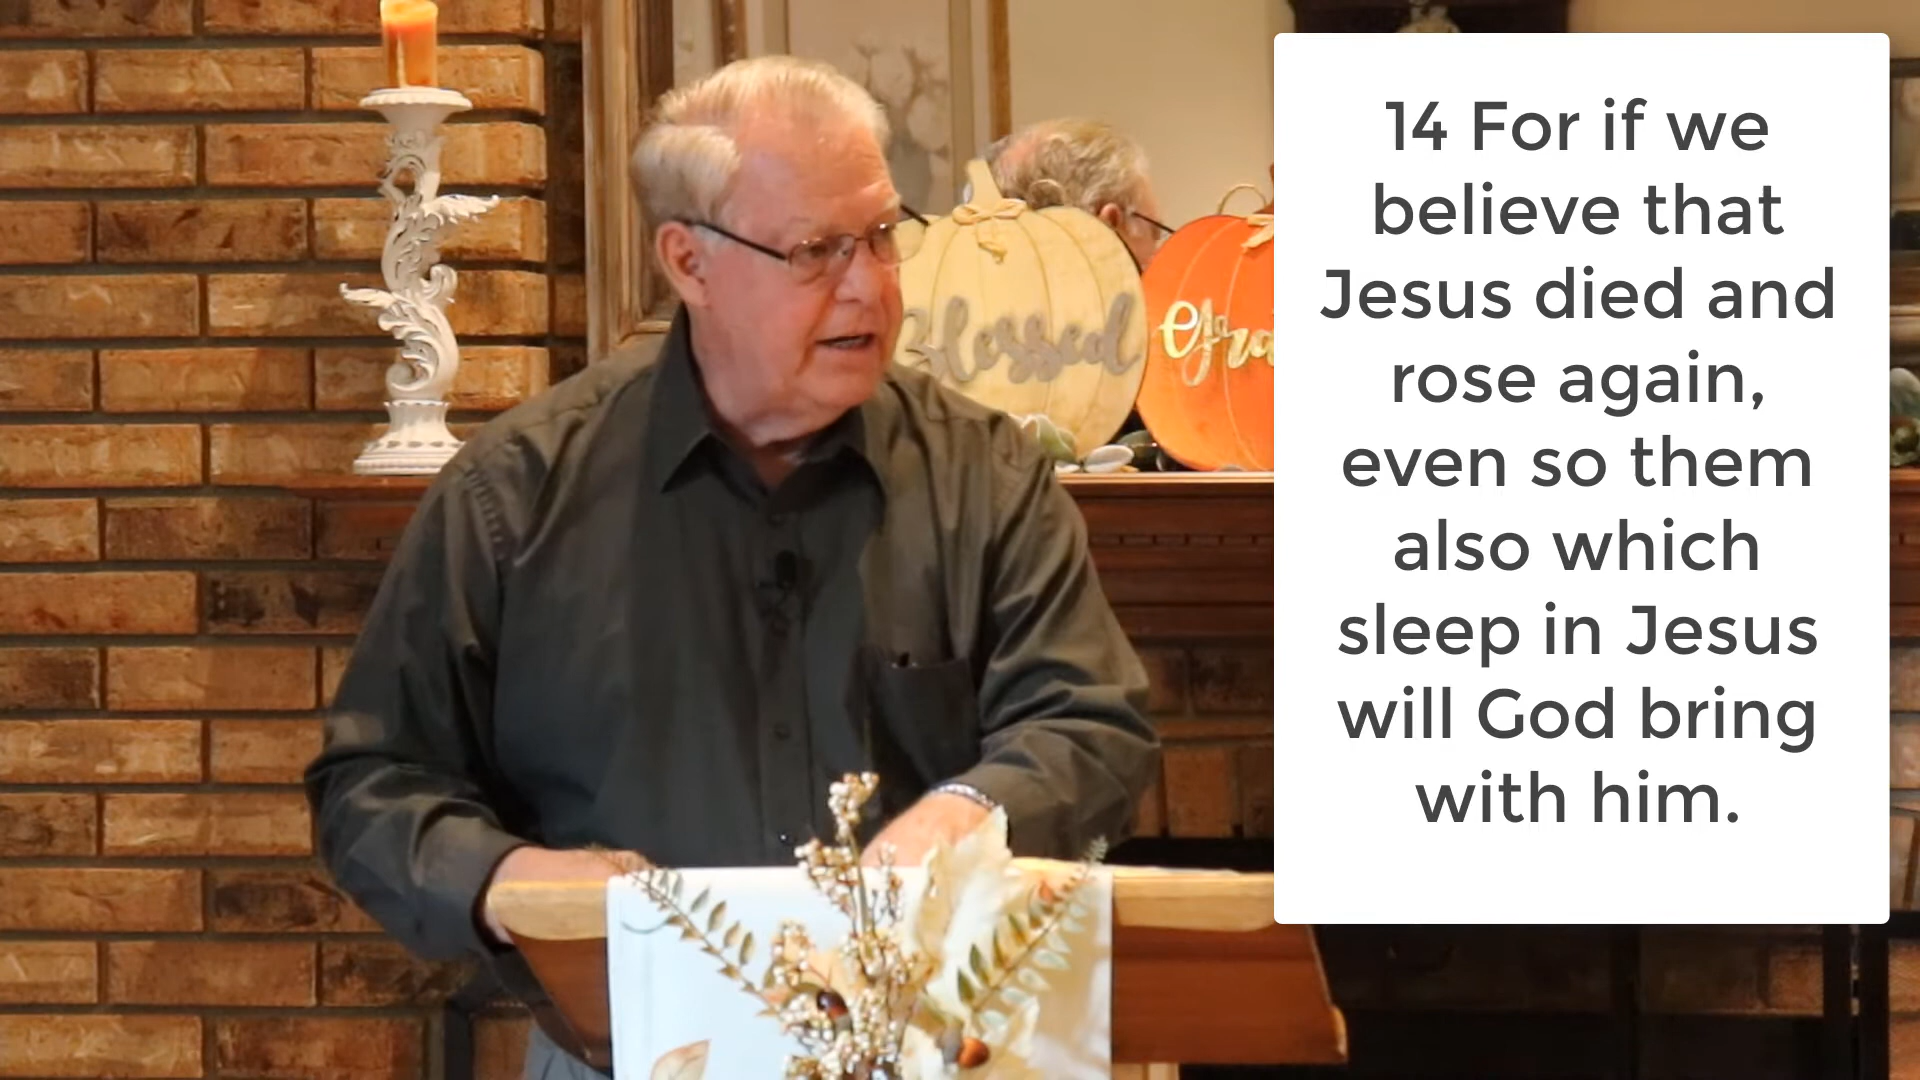 14 For if we
believe that
Jesus died and
rose again,
even so them
also which
sleep in Jesus
will God bring
with him.
Blessed